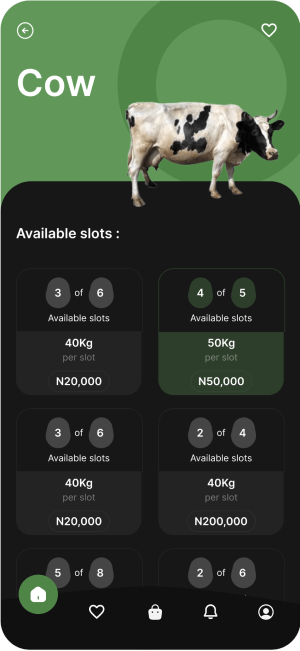 Cow
Available slots :
3 of 6
Available slots
40Kg
per slot
N20,000
4 of 5
Available slots
50Kg
per slot
N50,000
3 of 6
Available slots
40Kg
per slot
N20,000
2 of 4
Available slots
40Kg
per slot
N200,000
5 of 8
2 of 6